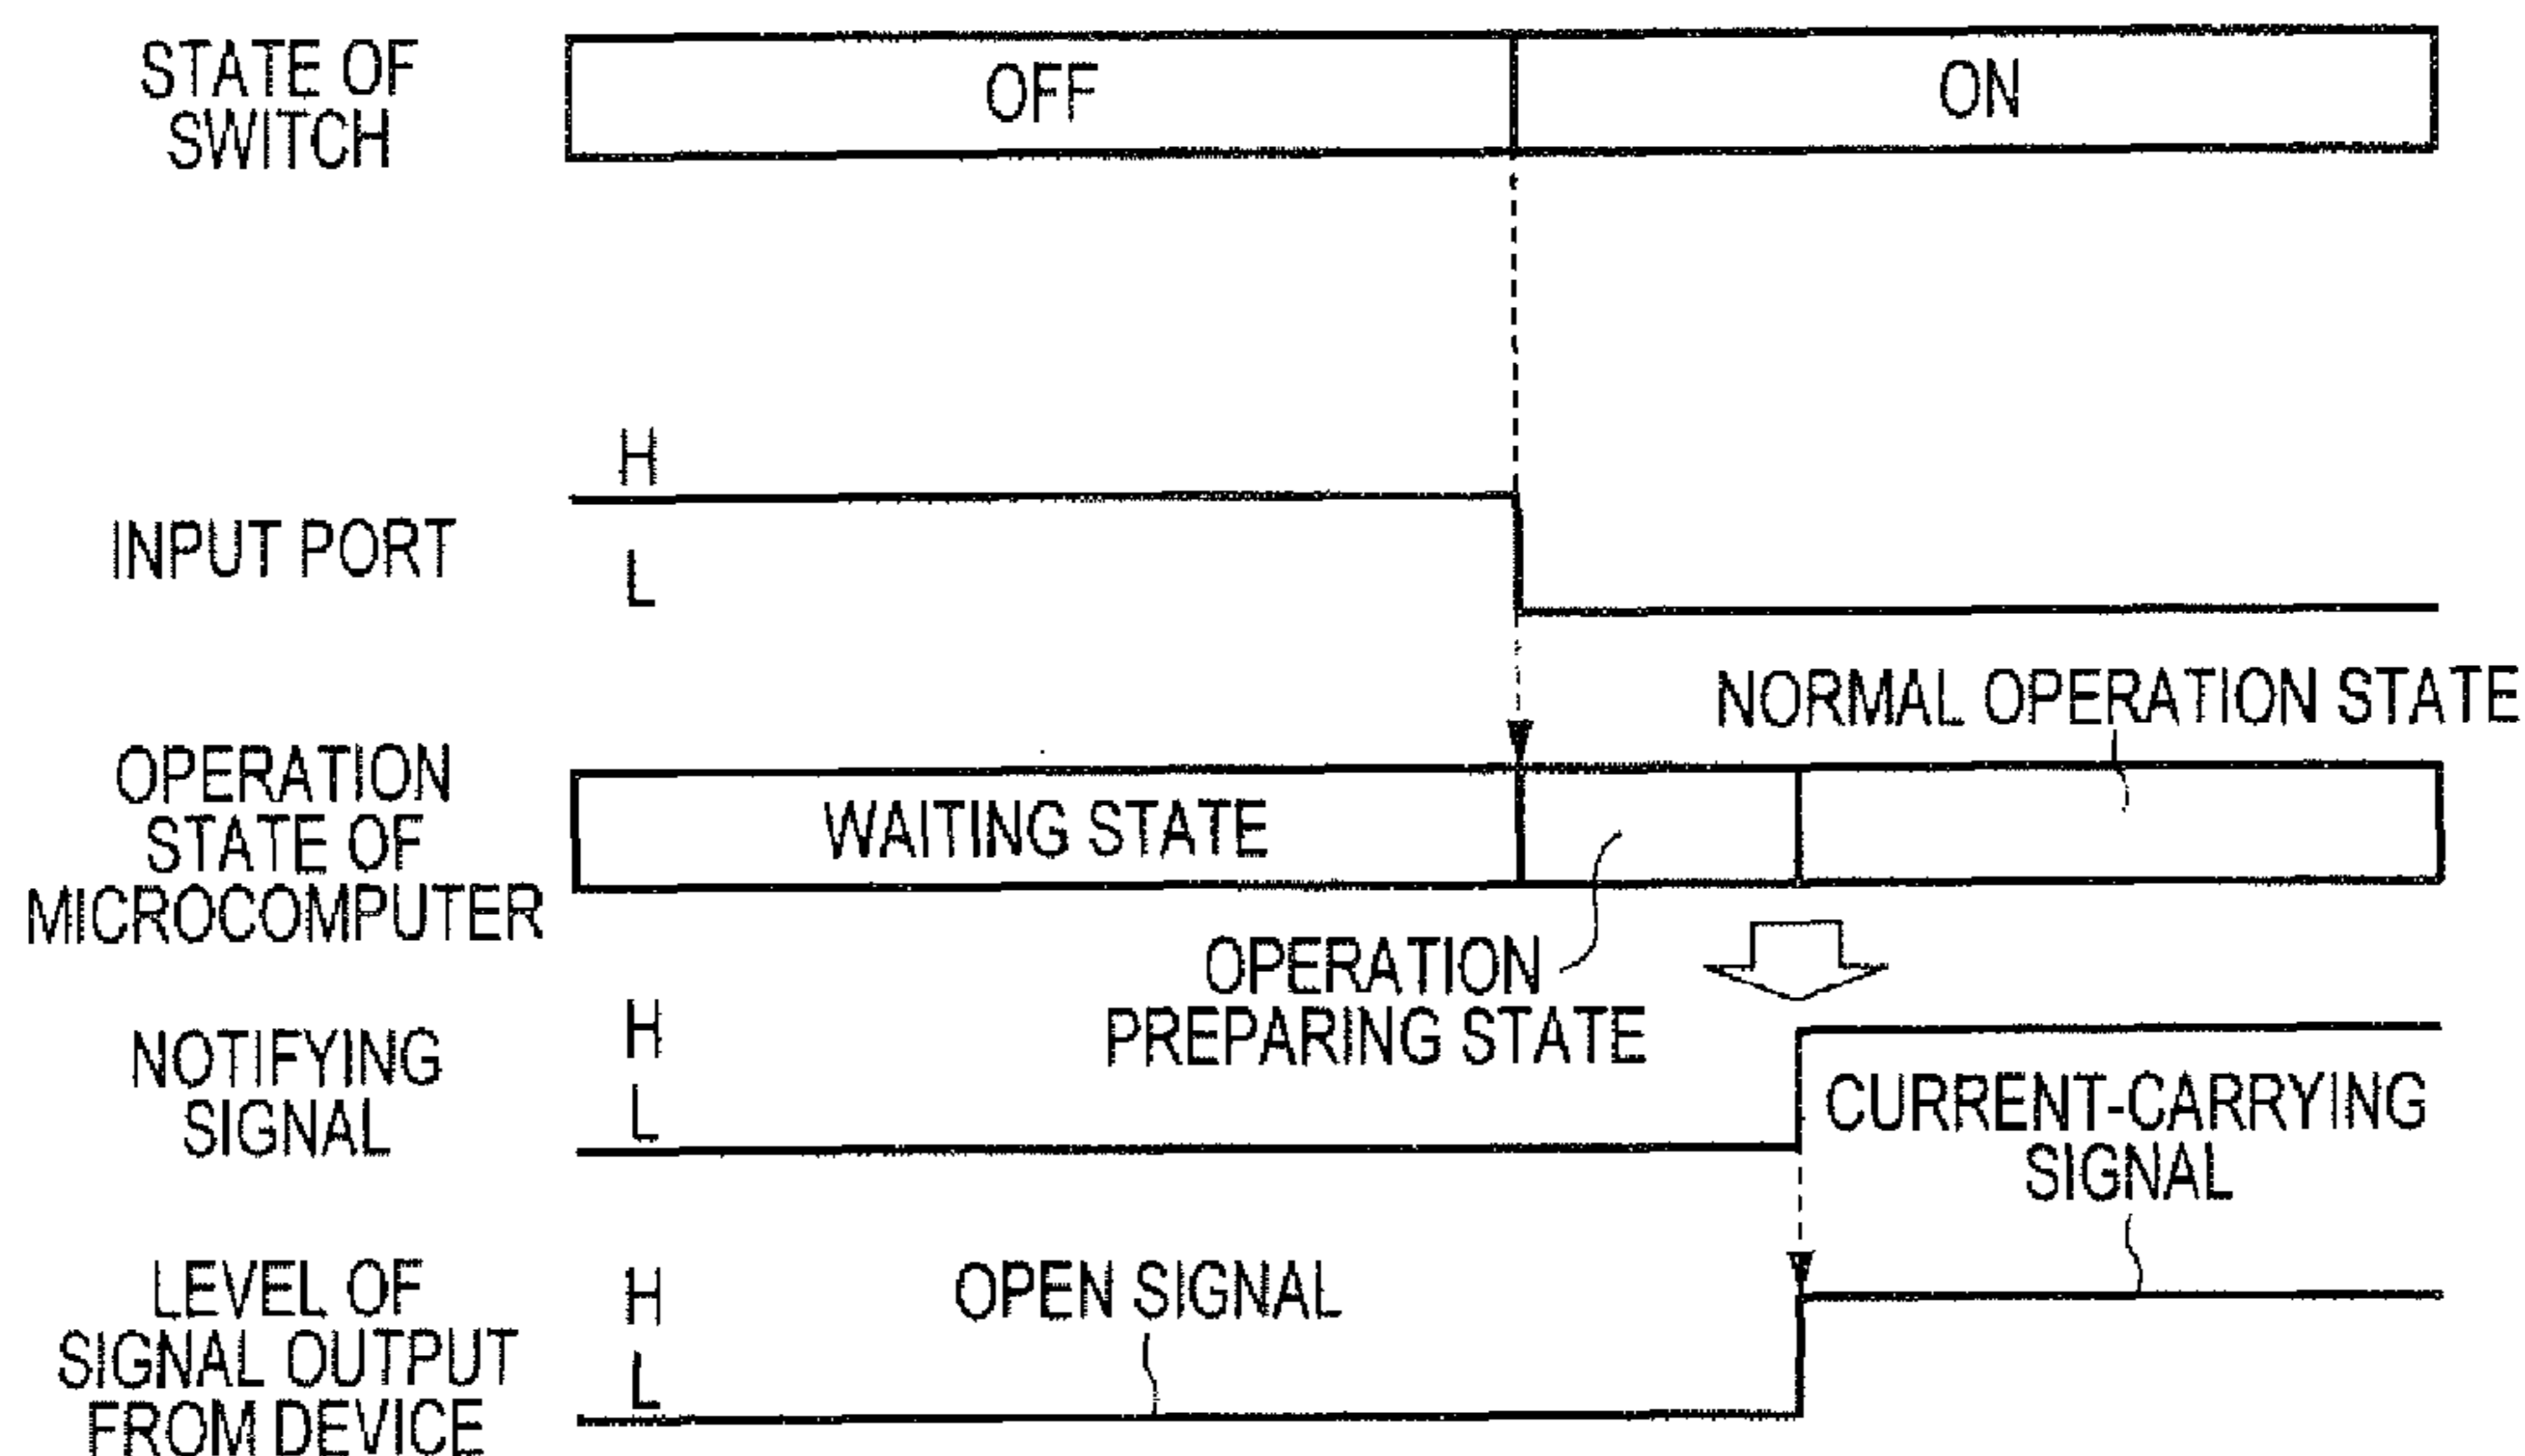 STATE OF
SWITCH
OFF
ON
H
INPUT PORT
L
NORMAL OPERATION STATE
OPERATION
STATE OF
MICROCOMPUTER
WAITING STATE
OPERATION
PREPARING STATE
NOTIFYING
SIGNAL
H
L
CURRENT-CARRYING
SIGNAL
LEVEL OF
SIGNAL OUTPUT
FROM DEVICE
H
L
OPEN SIGNAL